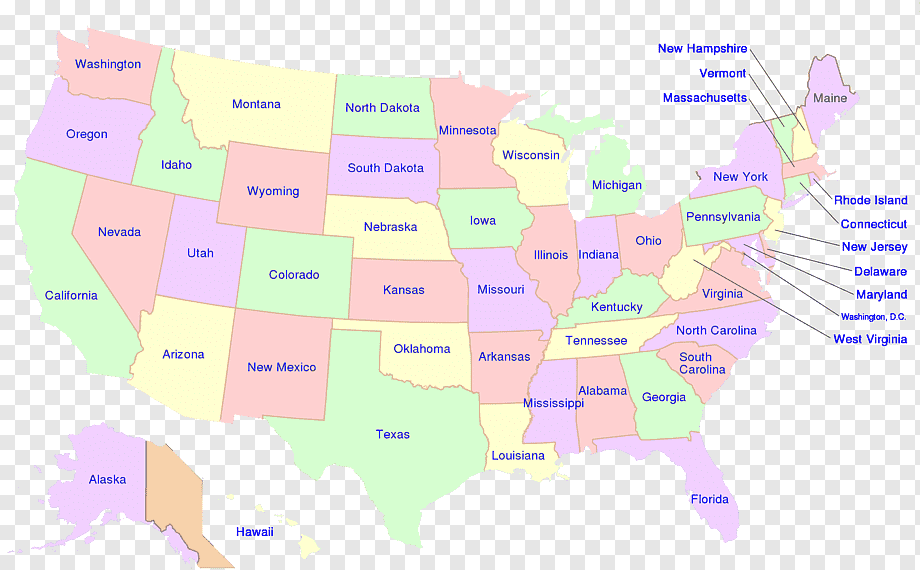 New Hampshire
Washington
Vermont
Montana
North Dakota
Massachusetts
Maine
Oregon
Minnesota
Wisconsin
Idaho
South Dakota
New York
Michigan
Wyoming
Rhode Island
Pennsylvania
Iowa
Connecticut
Nebraska
Nevada
Ohio
New Jersey
Utah
Illinois
Indiana
Colorado
Delaware
Kansas
Missouri
Virginia
Maryland
California
Kentucky
Washington, D.C.
North Carolina
West Virginia
Tennessee
Oklahoma
Arizona
Arkansas
South
Carolina
New Mexico
Alabama
Georgia
Mississippi
Texas
Louisiana
Alaska
Florida
Hawaii